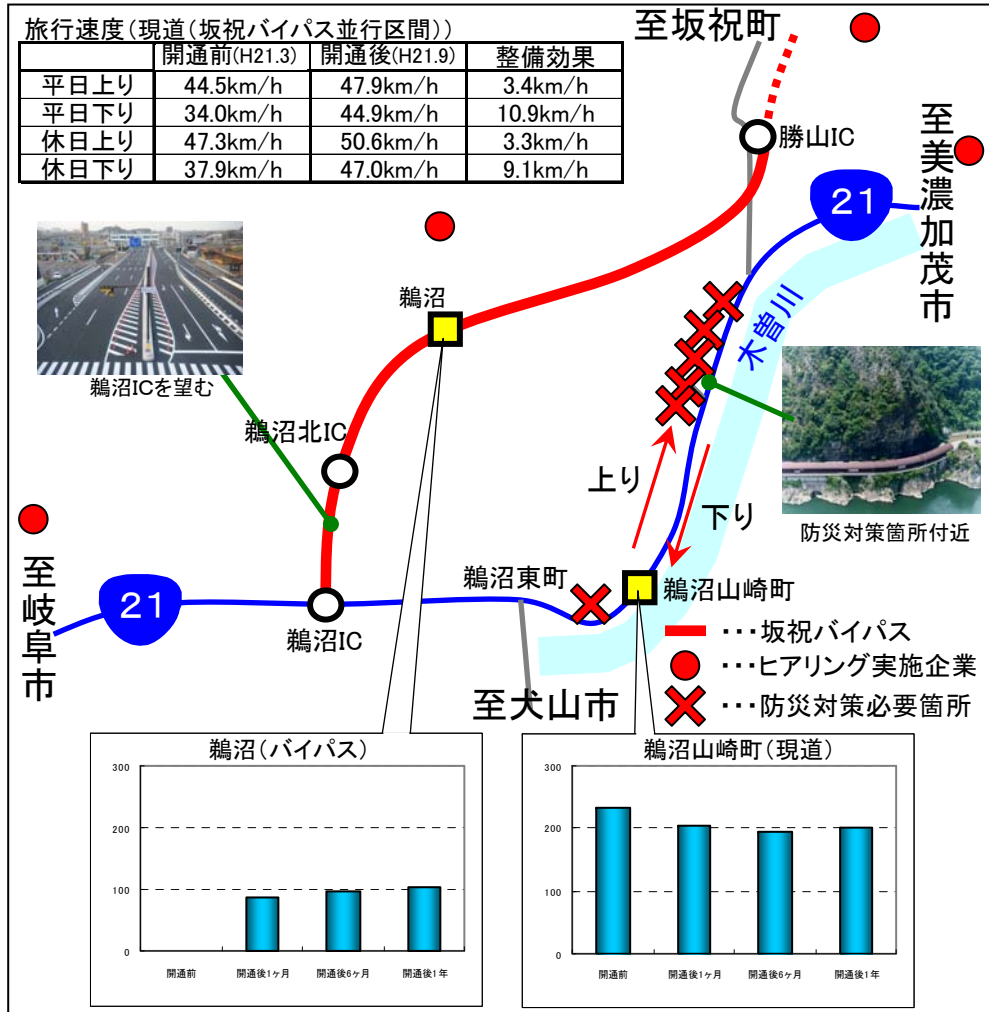 旅行速度(現道(坂祝バイパス並行区間))
開通前(H21.3) 開通後(H21.9) 整備効果
平日上り 44.5km/h 47.9km/h 3.4km/h
平日下り 34.0km/h 44.9km/h 10.9km/h
休日上り 47.3km/h 50.6km/h 3.3km/h
休日下り 37.9km/h 47.0km/h 9.1km/h
至坂祝町
勝山IC
至美濃加茂市
21
木曽川
鵜沼
鵜沼ICを望む
鵜沼北IC
上り
下り
防災対策箇所付近
至岐阜市
21
鵜沼IC
鵜沼東町
鵜沼山崎町
至犬山市
・・・坂祝バイパス
・・・ヒアリング実施企業
・・・防災対策必要箇所
鵜沼(バイパス)
300
200
100
0
開通前 開通後1ヶ月 開通後6ヶ月 開通後1年
鵜沼山崎町(現道)
300
200
100
0
開通前 開通後1ヶ月 開通後6ヶ月 開通後1年